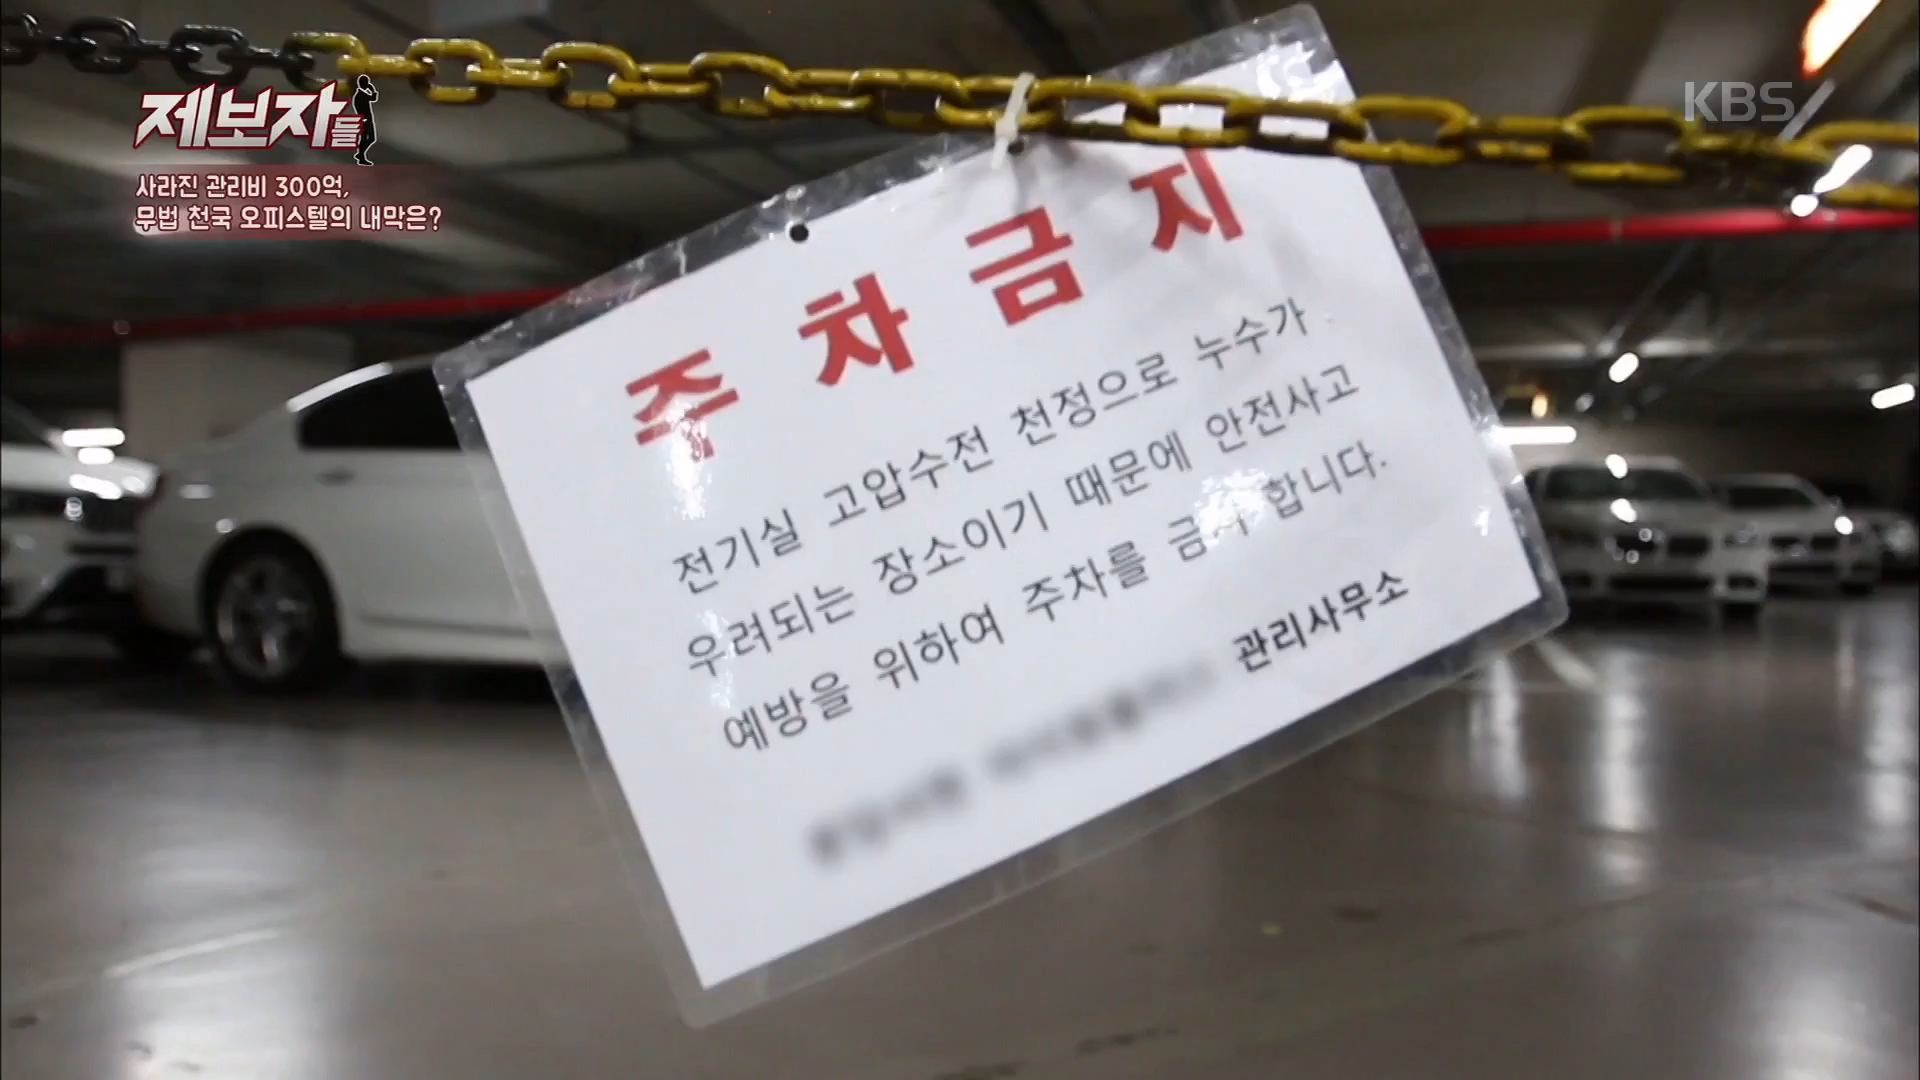 제보자들
KBS
사라진 관리비 300억,
무법 천국 오피스텔의 내막은?
주차금지
전기실 고압수전 천정으로 누수가
우려되는 장소이기 때문에 안전사고
예방을 위하여 주차를 금지 합니다.
관리사무소